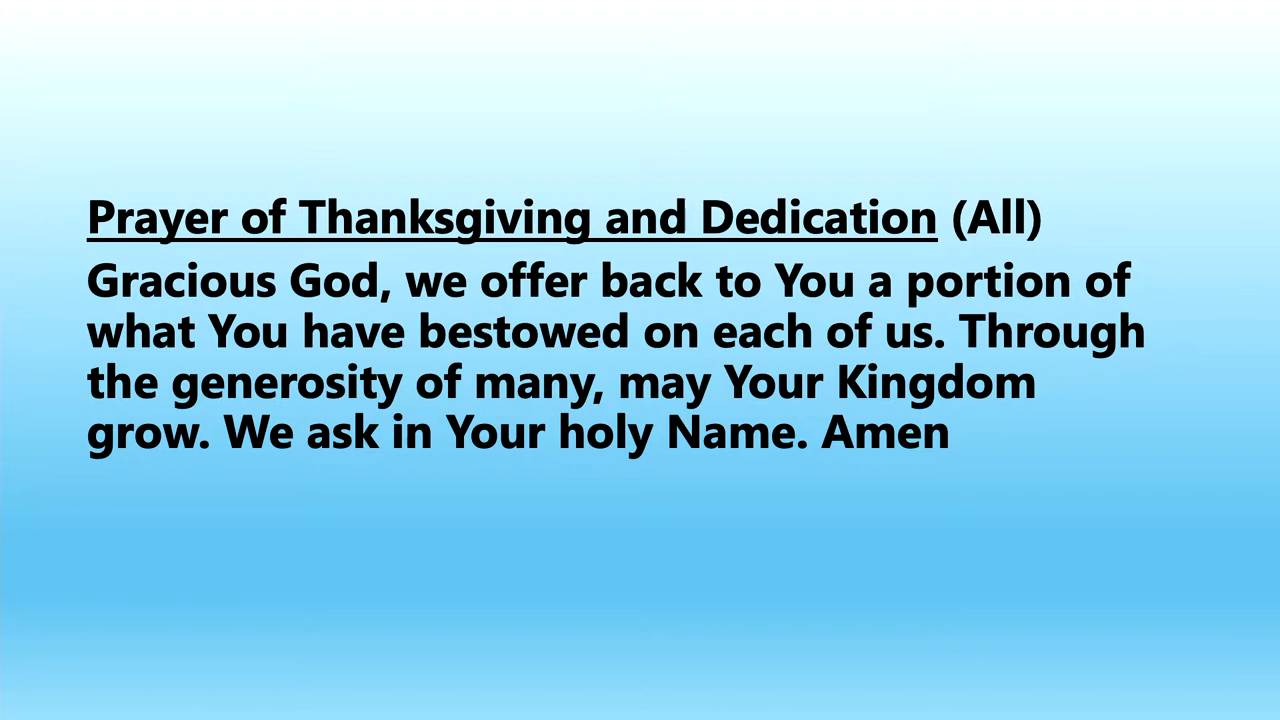 Prayer of Thanksgiving and Dedication (All)
Gracious God, we offer back to You a portion of
what You have bestowed on each of us. Through
the generosity of many, may Your Kingdom
grow. We ask in Your holy Name. Amen